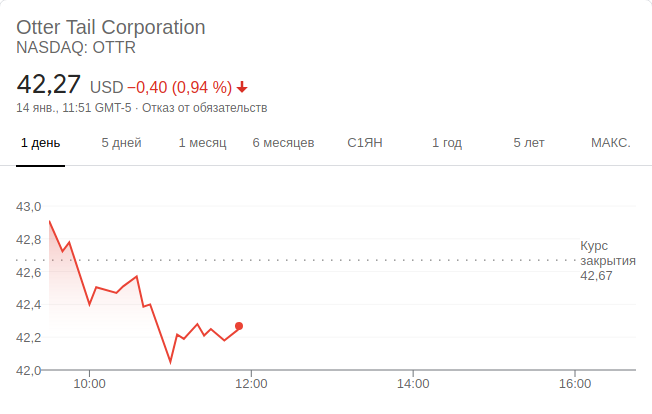 Otter Tail Corporation
NASDAQ: OTTR
42,27 USD −0,40 (0,94 %)
14 янв., 11:51 GMT-5 · Отказ от обязательств
1 день 5 дней 1 месяц 6 месяцев С1ЯН 1 год 5 лет МАКС.
43,0
42,8
Курс
закрытия
42,67
42,6
42,4
42,2
42,0
10:00 12:00 14:00 16:00